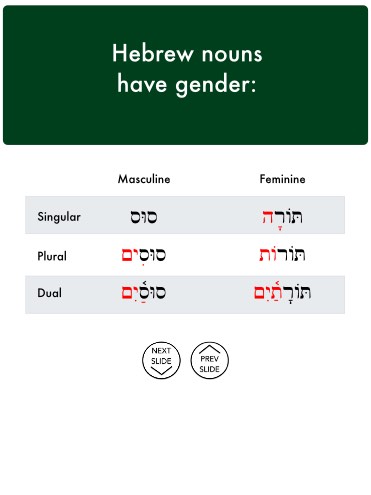 Hebrew nouns
have gender:
Masculine Feminine
Singular סוּס תּוֹרָה
Plural סוּסִים תּוֹרוֹת
Dual סוּסַ֫יִם תּוֹרָתַ֫יִם
NEXT
SLIDE
PREV
SLIDE